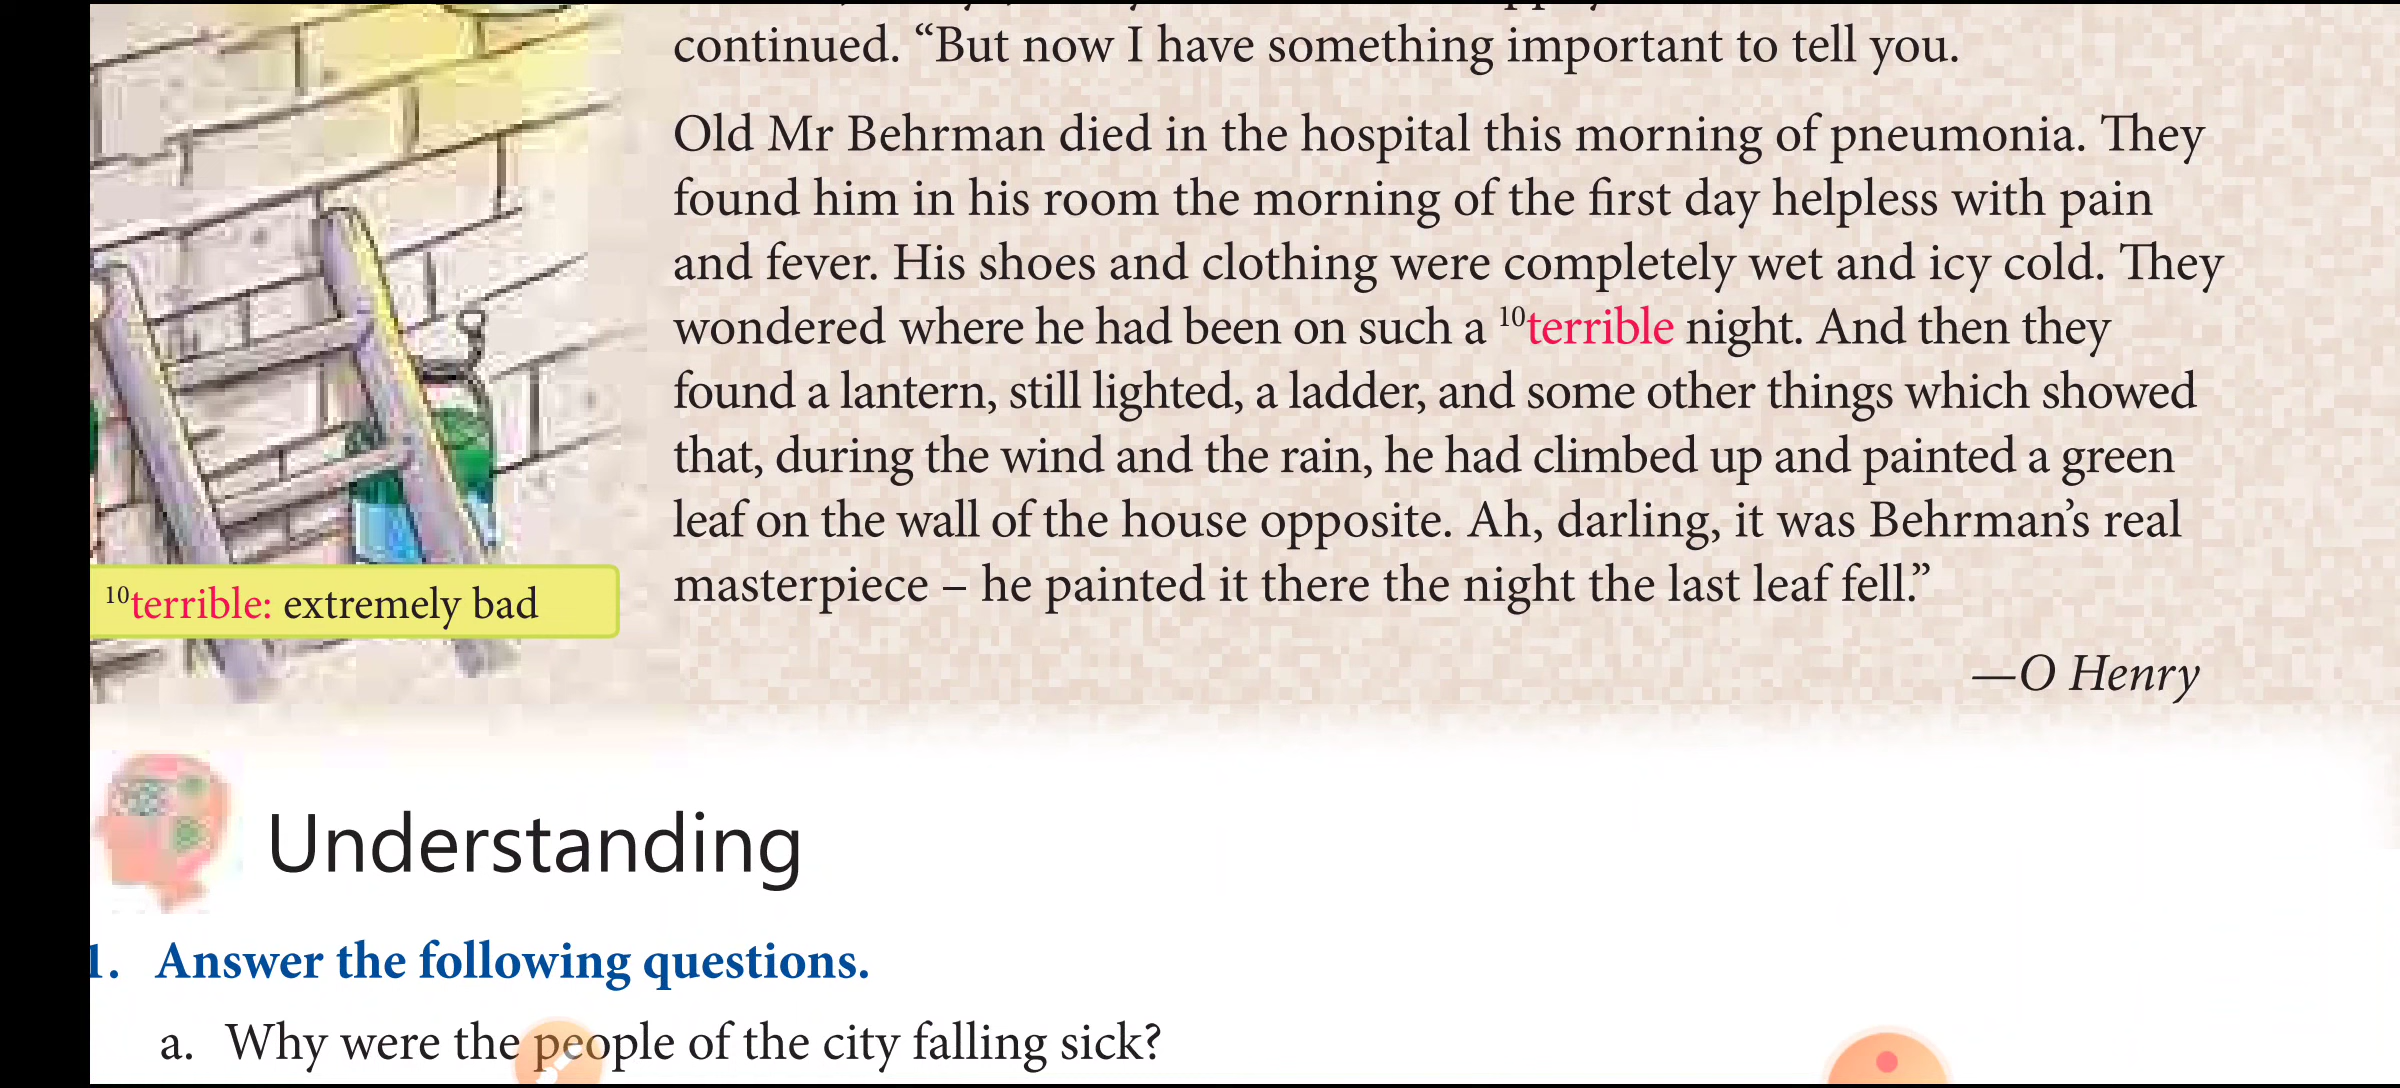 continued. “But now I have something important to tell you.
Old Mr Behrman died in the hospital this morning of pneumonia. They
found him in his room the morning of the first day helpless with pain
and fever. His shoes and clothing were completely wet and icy cold. They
wondered where he had been on such a ¹⁰terrible night. And then they
found a lantern, still lighted, a ladder, and some other things which showed
that, during the wind and the rain, he had climbed up and painted a green
leaf on the wall of the house opposite. Ah, darling, it was Behrman’s real
masterpiece – he painted it there the night the last leaf fell.”
¹⁰terrible: extremely bad
—O Henry
Understanding
1. Answer the following questions.
a. Why were the people of the city falling sick?